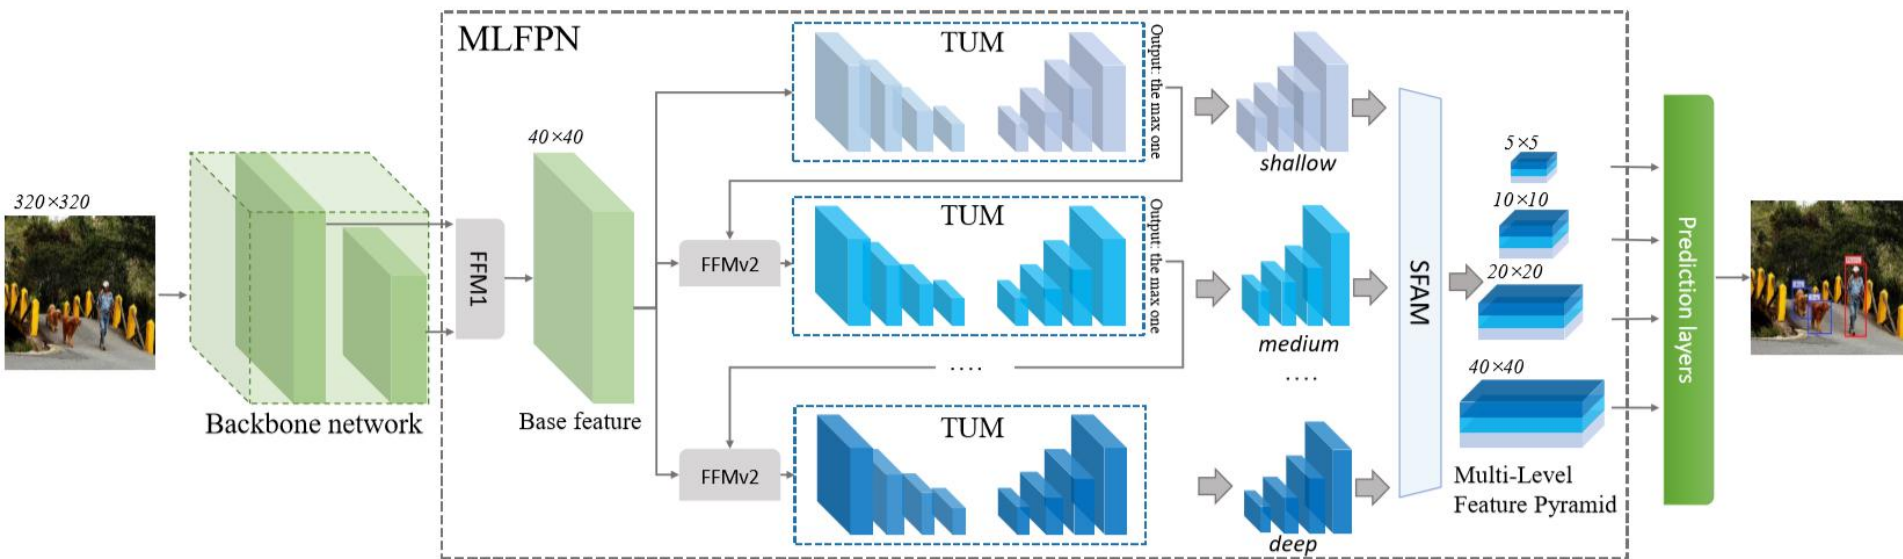 MLFPN
TUM
Output: the max one
shallow
40×40
320×320
5×5
10×10
20×20
40×40
FFM1
FFMv2
TUM
Output: the max one
medium
....
....
SFAM
Prediction layers
Backbone network
Base feature
FFMv2
TUM
deep
Multi-Level
Feature Pyramid